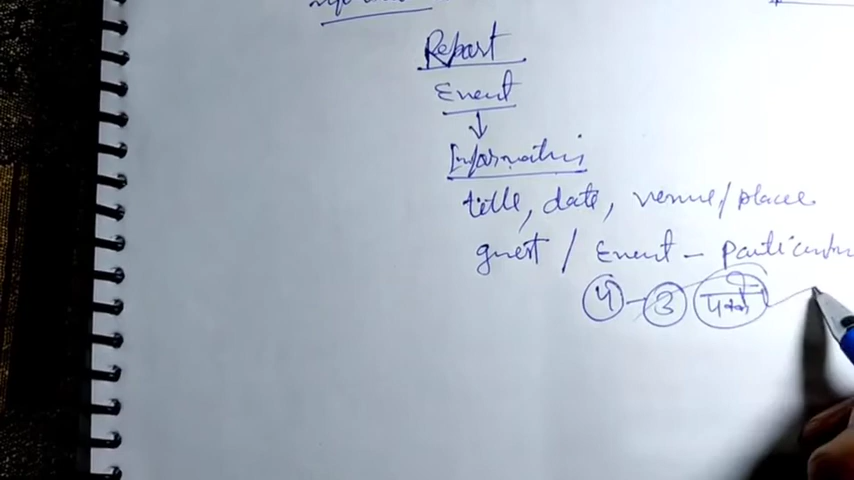 Report
Event
Information
title, date, venue/place
guest / Event - particular
4 - 3